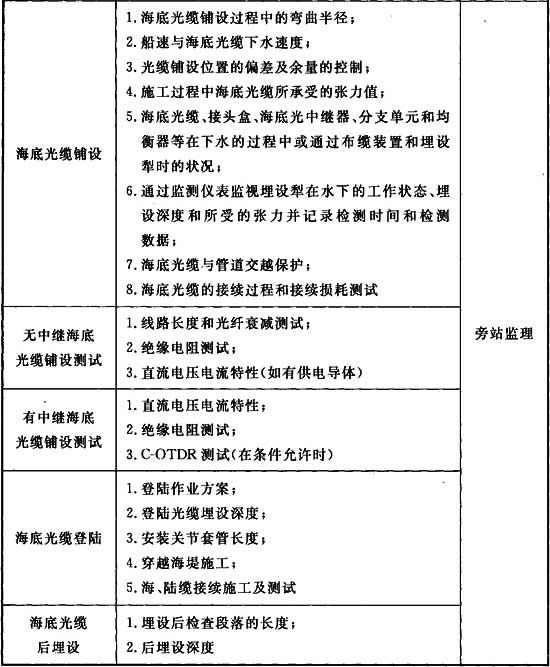 海底光缆铺设
1. 海底光缆铺设过程中的弯曲半径；
2. 船速与海底光缆下水速度；
3. 光缆铺设位置的偏差及余量的控制；
4. 施工过程中海底光缆所承受的张力值；
5. 海底光缆、接头盒、海底光中继器、分支单元和均
衡器等在下水的过程中或通过布缆装置和埋设
犁时的状况；
6. 通过监测仪表监视埋设犁在水下的工作状态、埋
设深度和所受的张力并记录检测时间和检测
数据；
7. 海底光缆与管道交越保护；
8. 海底光缆的接续过程和接续损耗测试
旁站监理
无中继海底
光缆铺设测试
1. 线路长度和光纤衰减测试；
2. 绝缘电阻测试；
3. 直流电压电流特性（如有供电导体）
有中继海底
光缆铺设测试
1. 直流电压电流特性；
2. 绝缘电阻测试；
3. C-OTDR 测试（在条件允许时）
海底光缆登陆
1. 登陆作业方案；
2. 登陆光缆埋设深度；
3. 安装关节套管长度；
4. 穿越海堤施工；
5. 海、陆缆接续施工及测试
海底光缆
后埋设
1. 埋设后检查段落的长度；
2. 后埋设深度